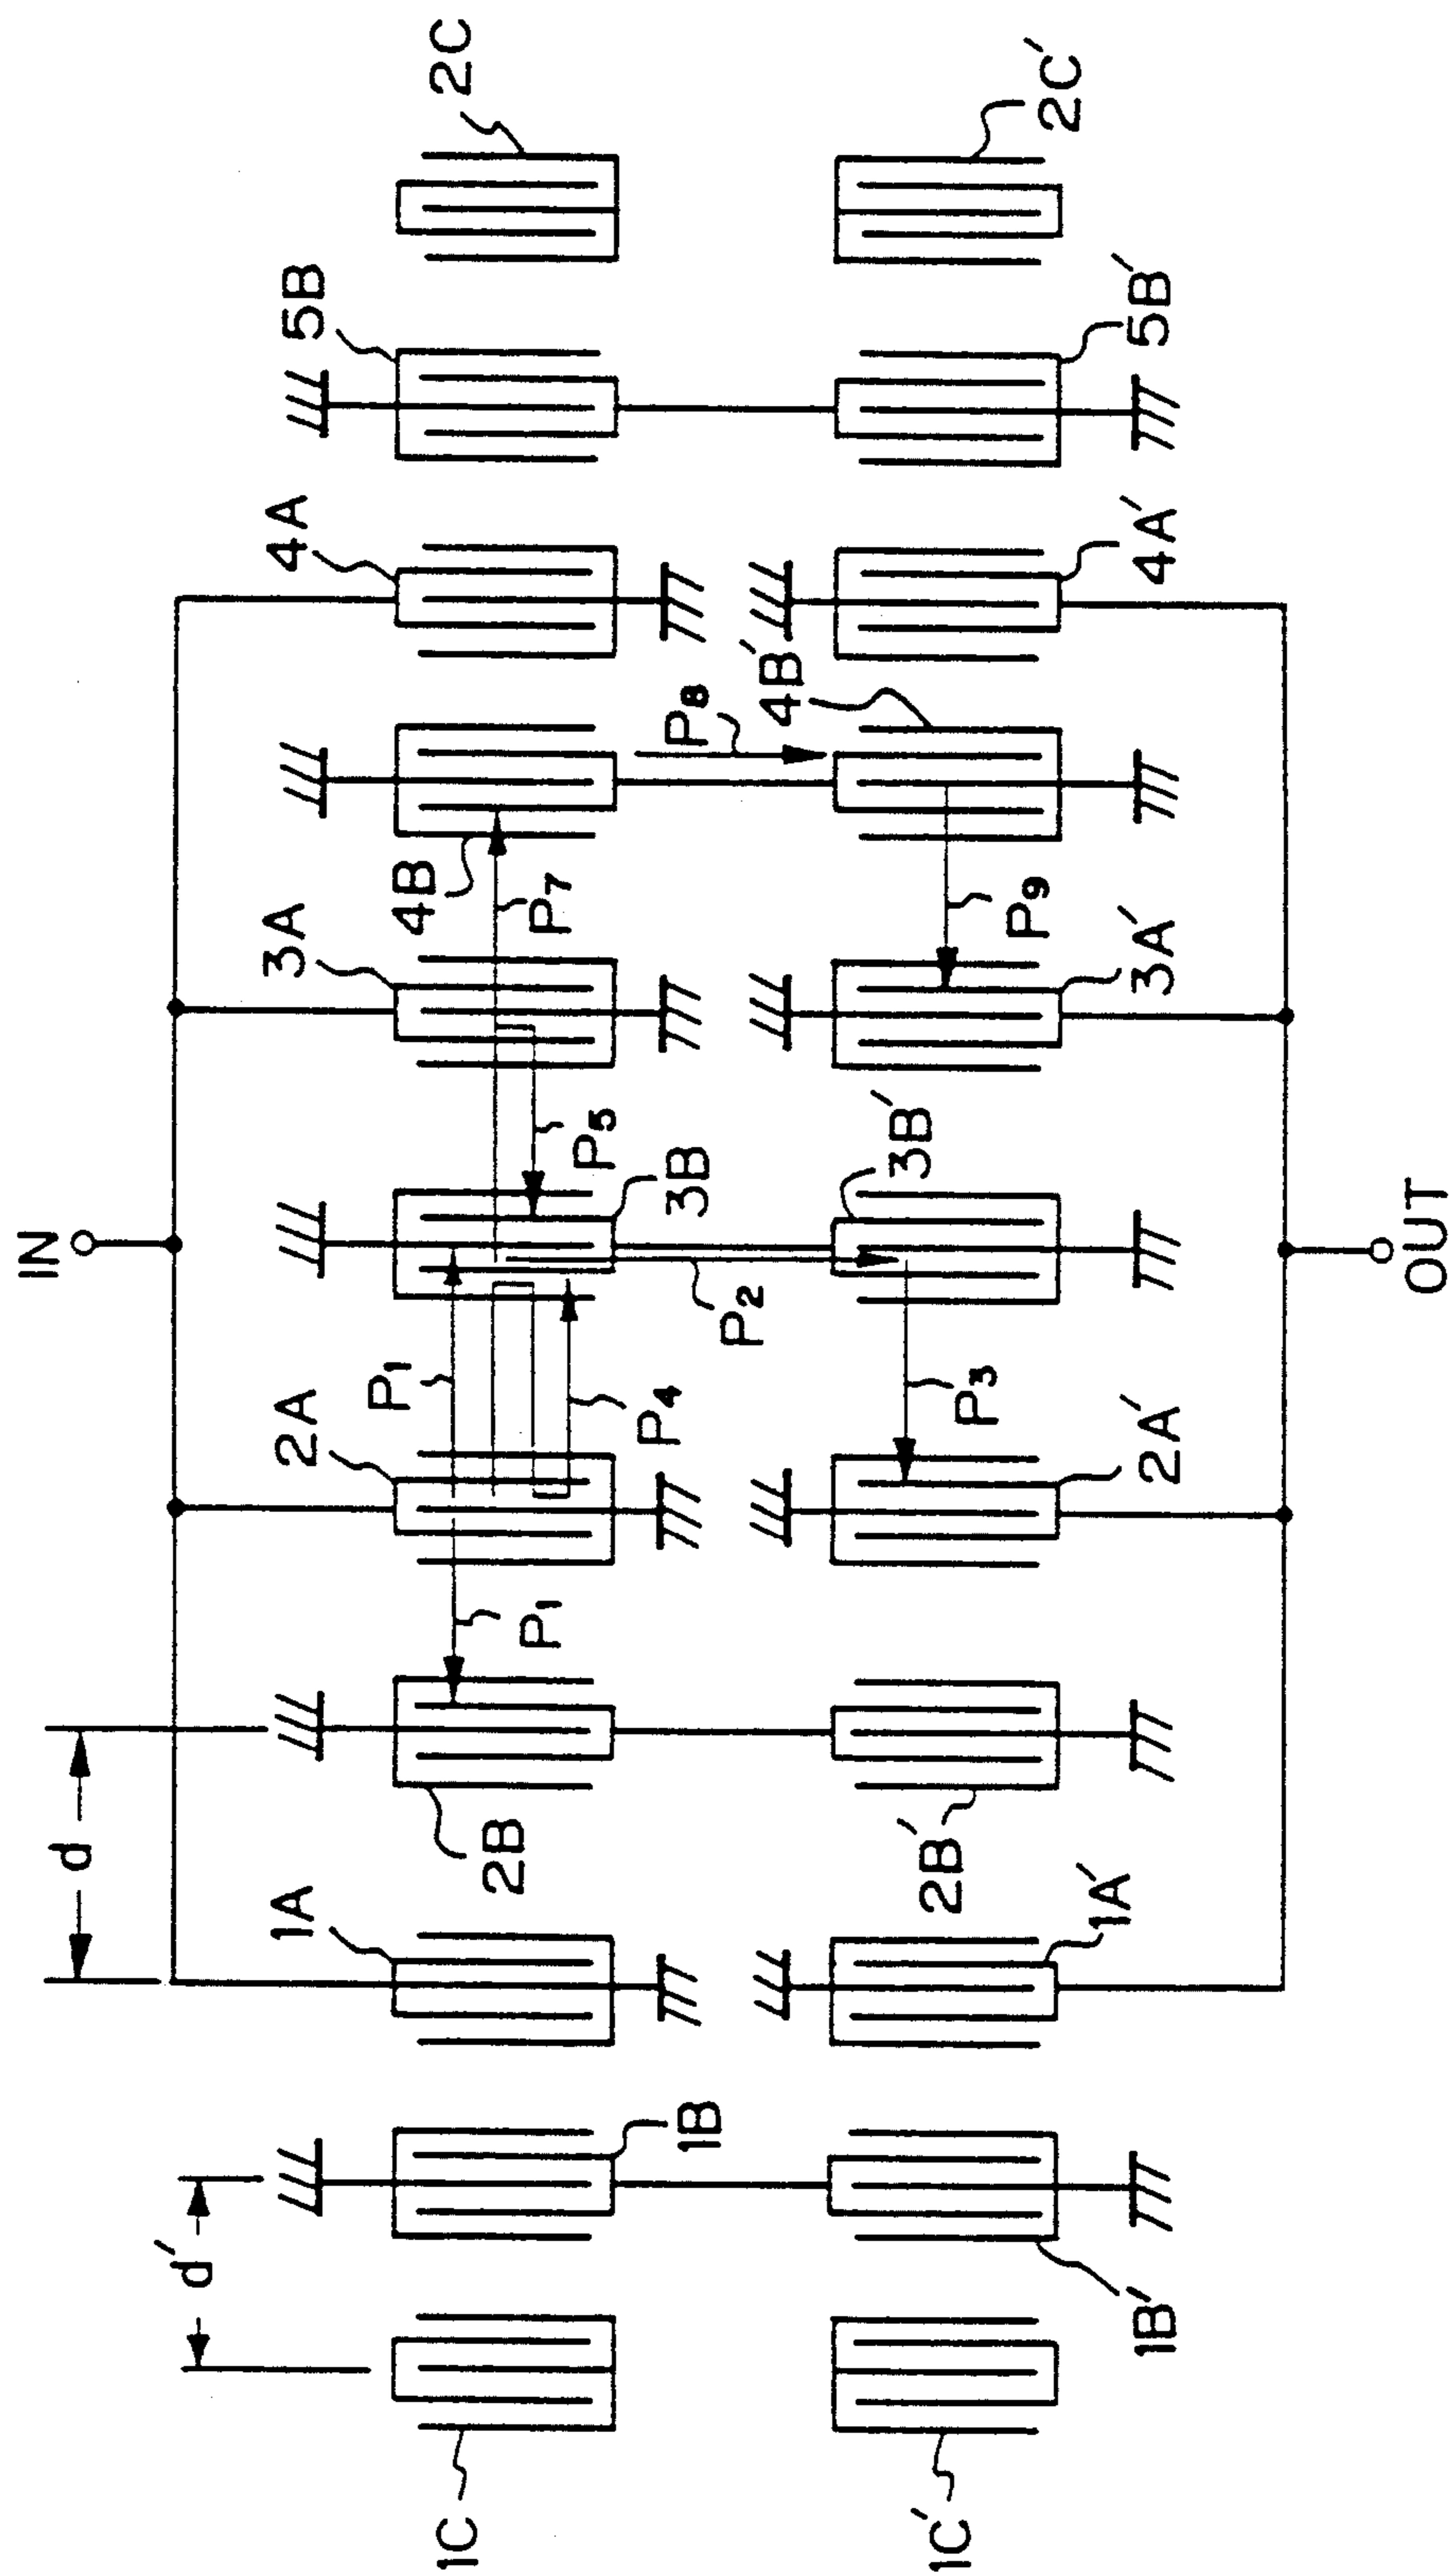 IN
d
d′
1C
1B
1A
2B
2A
3B
3A
4B
4A
5B
2C
P1
P1
P4
P5
P7
P2
P8
P3
P9
1C′
1B′
1A′
2B′
2A′
3B′
3A′
4B′
4A′
5B′
2C′
OUT